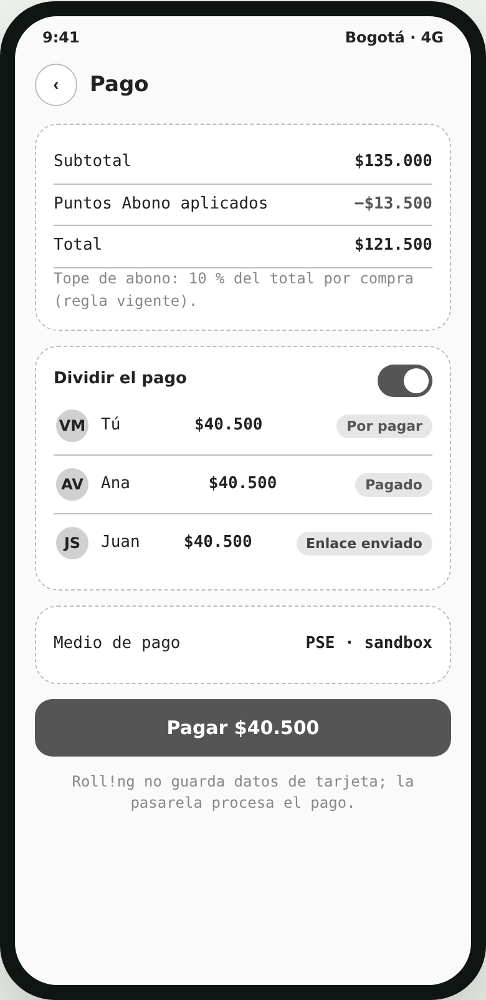 9:41 Bogotá · 4G
‹ Pago
Subtotal $135.000
Puntos Abono aplicados −$13.500
Total $121.500
Tope de abono: 10 % del total por compra
(regla vigente).
Dividir el pago
VM Tú $40.500 Por pagar
AV Ana $40.500 Pagado
JS Juan $40.500 Enlace enviado
Medio de pago PSE · sandbox
Pagar $40.500
Roll!ng no guarda datos de tarjeta; la
pasarela procesa el pago.